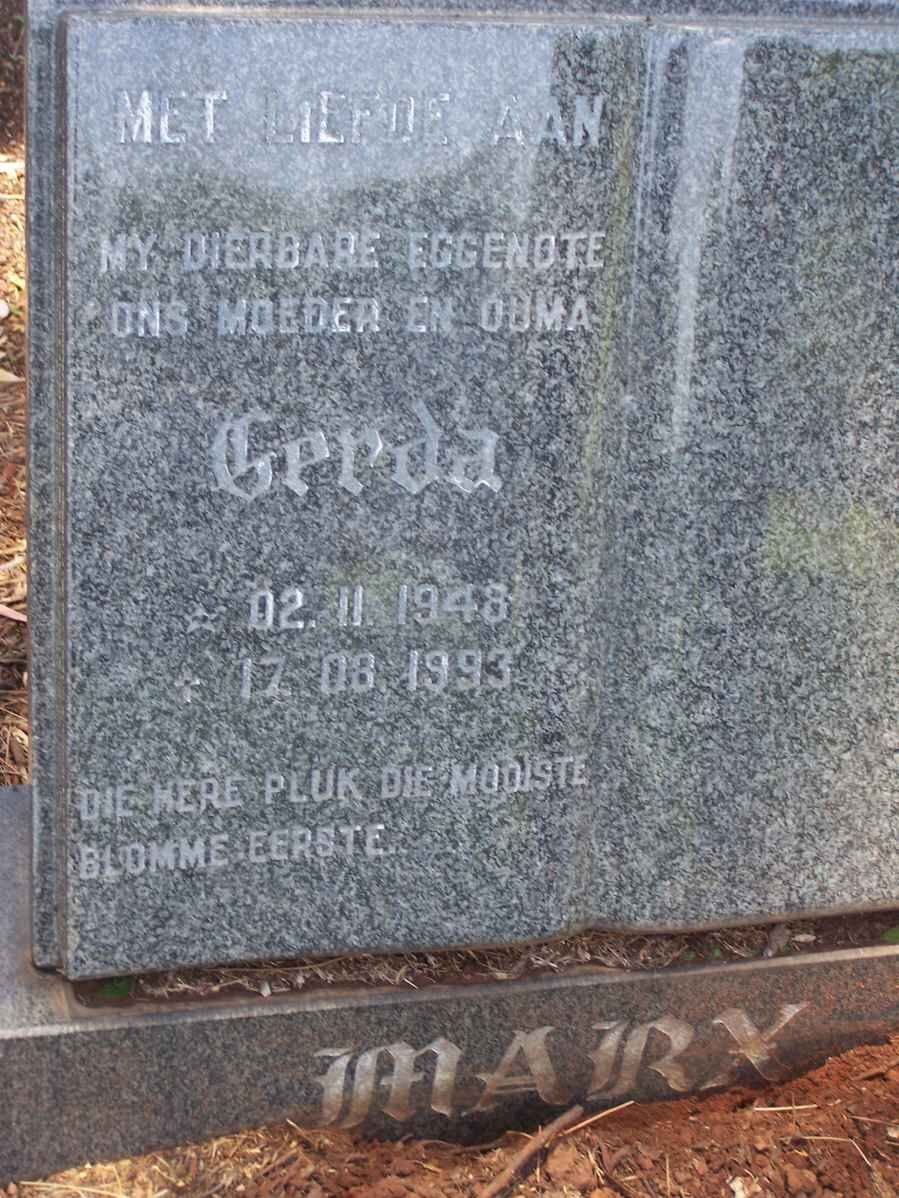 MET LIEFDE AAN
MY DIERBARE EGGENOTE
ONS MOEDER EN OUMA
Gerda
* 02. 11. 1948
† 17. 08. 1993
DIE HERE PLUK DIE MOOISTE
BLOMME EERSTE..
MARX